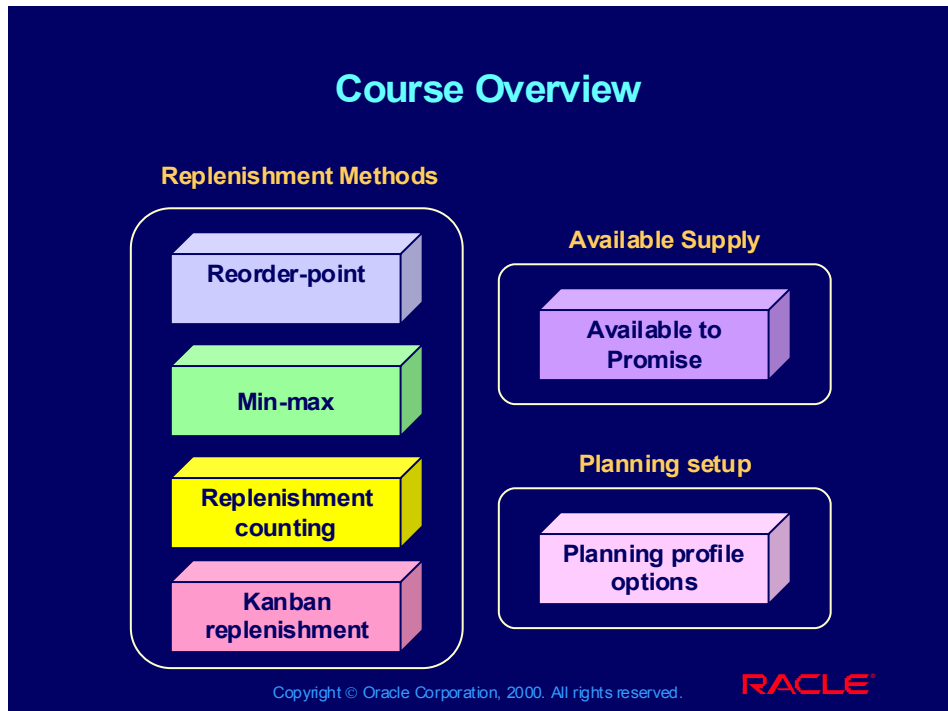 Course Overview
Replenishment Methods
Reorder-point
Min-max
Replenishment
counting
Kanban
replenishment
Available Supply
Available to
Promise
Planning setup
Planning profile
options
Copyright © Oracle Corporation, 2000. All rights reserved.
RACLE®